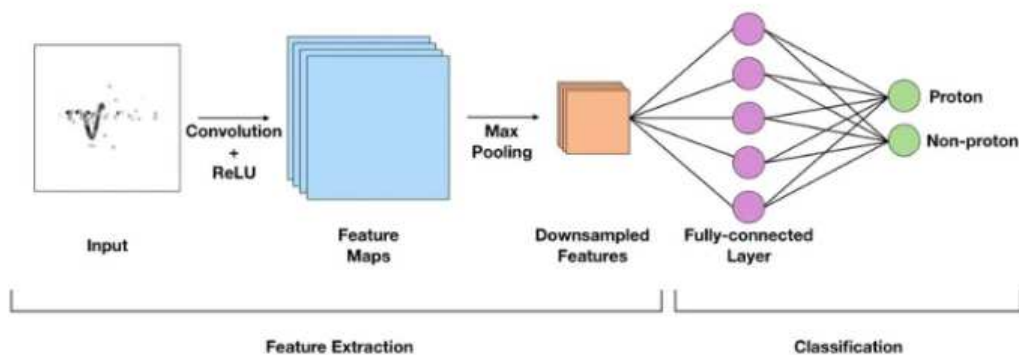 Convolution
+
ReLU
Max
Pooling
Proton
Non-proton
Input
Feature
Maps
Downsampled
Features
Fully-connected
Layer
Feature Extraction
Classification